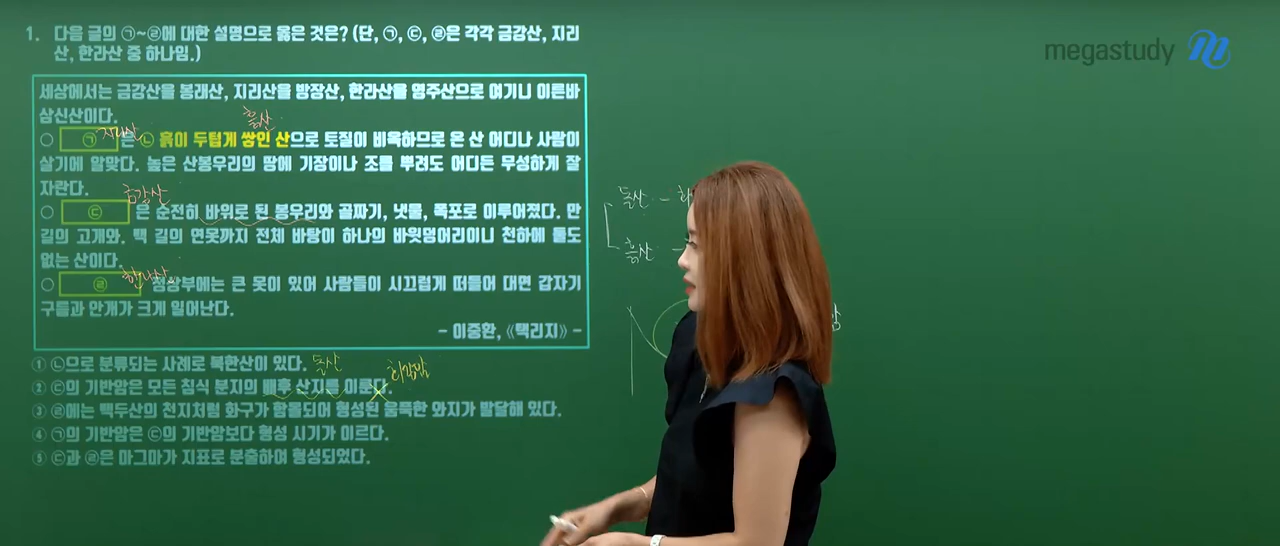 megastudy
1. 다음 글의 ㉠~㉣에 대한 설명으로 옳은 것은? (단, ㉠, ㉢, ㉣은 각각 금강산, 지리
산, 한라산 중 하나임.)
세상에서는 금강산을 봉래산, 지리산을 방장산, 한라산을 영주산으로 여기니 이른바
삼신산이다.
흙산
지리산
○ ㉠ 은 ㉡ 흙이 두텁게 쌓인 산으로 토질이 비옥하므로 온 산 어디나 사람이
살기에 알맞다. 높은 산봉우리의 땅에 기장이나 조를 뿌려도 어디든 무성하게 잘
자란다.
금강산
○ ㉢ 은 순전히 바위로 된 봉우리와 골짜기, 냇물, 폭포로 이루어졌다. 만
길의 고개와. 백 길의 연못까지 전체 바탕이 하나의 바윗덩어리이니 천하에 둘도
없는 산이다.
한라산
○ ㉣ 정상부에는 큰 못이 있어 사람들이 시끄럽게 떠들어 대면 갑자기
구름과 안개가 크게 일어난다.
- 이중환, 《택리지》 -
① ㉡으로 분류되는 사례로 북한산이 있다. 돌산
② ㉢의 기반암은 모든 침식 분지의 배후 산지를 이룬다. 화강암
③ ㉣에는 백두산의 천지처럼 화구가 함몰되어 형성된 움푹한 와지가 발달해 있다.
④ ㉠의 기반암은 ㉢의 기반암보다 형성 시기가 이르다.
⑤ ㉢과 ㉣은 마그마가 지표로 분출하여 형성되었다.
돌산 - 화
흙산 -
암